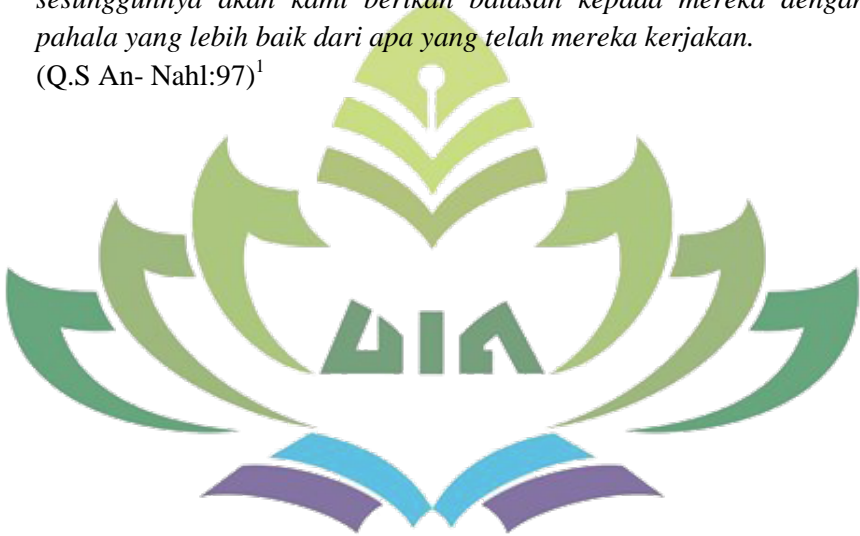 sesungguhnya akan kami berikan balasan kepada mereka dengan
pahala yang lebih baik dari apa yang telah mereka kerjakan.
(Q.S An- Nahl:97)¹
UIN